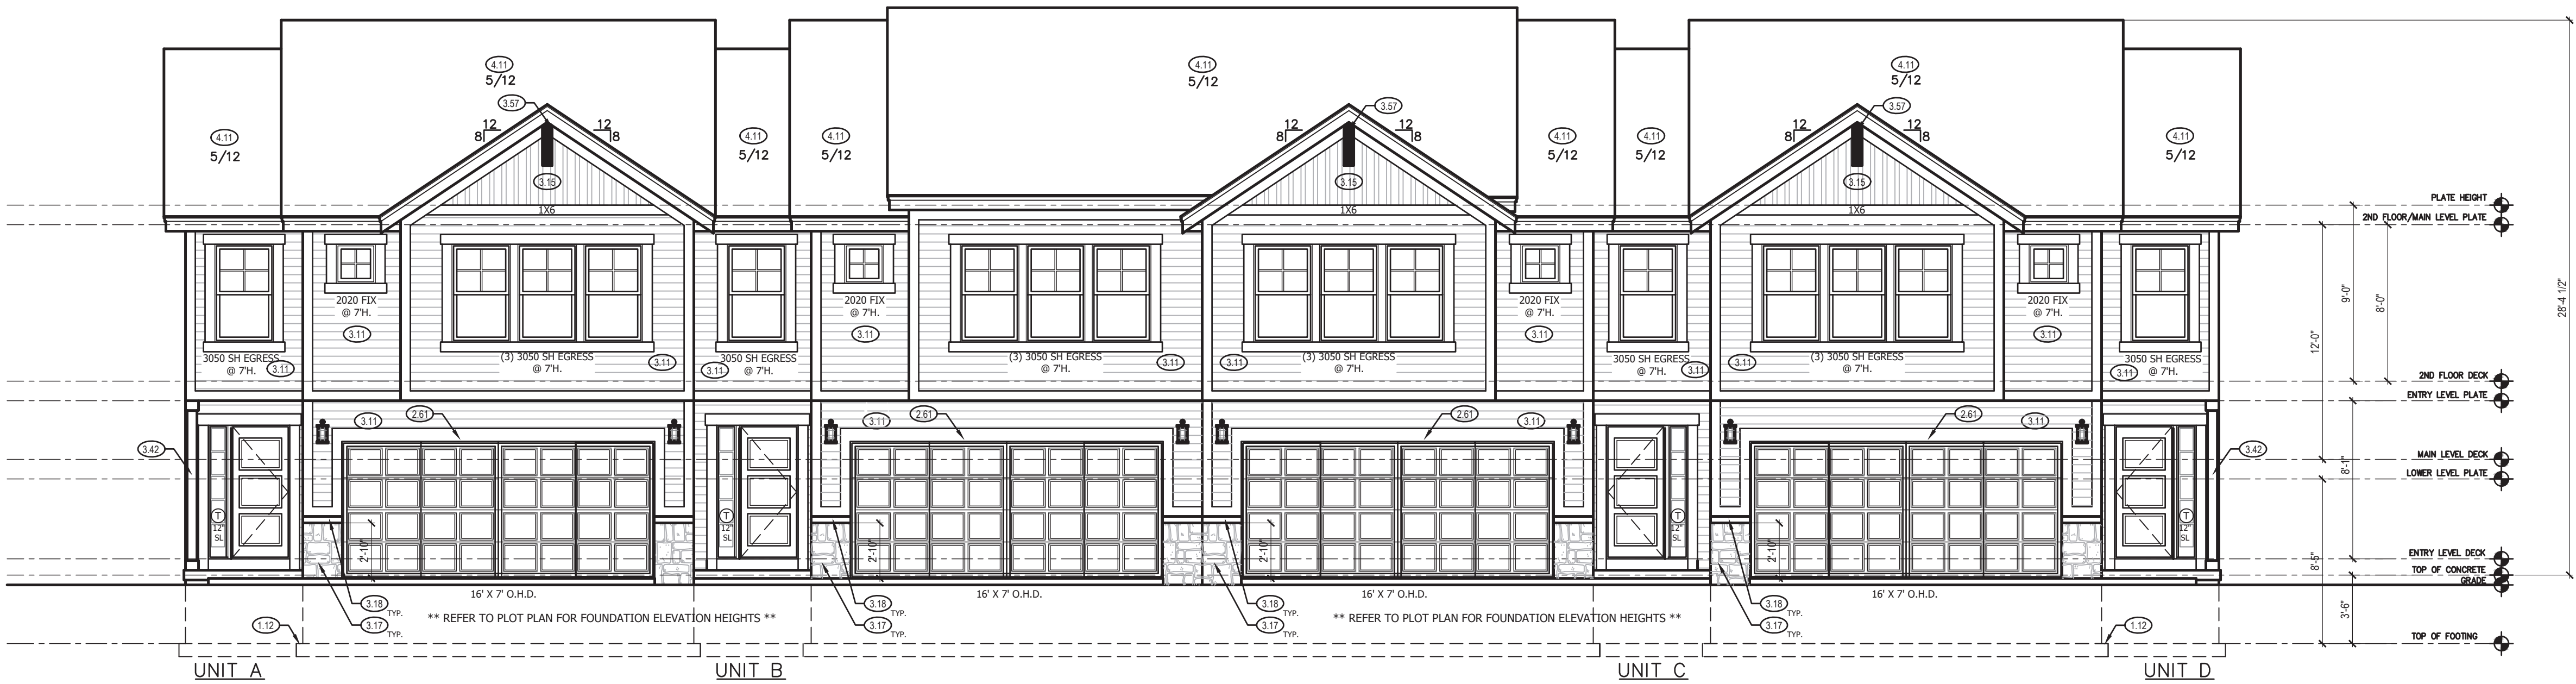 4.11
5/12
4.11
5/12
4.11
5/12
3.57
3.57
3.57
12
8
12
8
12
8
12
8
12
8
12
8
4.11
5/12
4.11
5/12
4.11
5/12
4.11
5/12
4.11
5/12
4.11
5/12
3.15
3.15
3.15
1X6
1X6
1X6
PLATE HEIGHT
2ND FLOOR/MAIN LEVEL PLATE
2020 FIX
@ 7'H.
2020 FIX
@ 7'H.
2020 FIX
@ 7'H.
2020 FIX
@ 7'H.
3.11
3.11
3.11
3.11
3050 SH EGRESS
@ 7'H.
3.11
(3) 3050 SH EGRESS
@ 7'H.
3.11
3.11
3050 SH EGRESS
@ 7'H.
(3) 3050 SH EGRESS
@ 7'H.
3.11
3.11
(3) 3050 SH EGRESS
@ 7'H.
3050 SH EGRESS
@ 7'H.
3.11
3.11
(3) 3050 SH EGRESS
@ 7'H.
3050 SH EGRESS
@ 7'H.
3.11
9'-0"
8'-0"
12'-0"
28'-4 1/2"
2ND FLOOR DECK
ENTRY LEVEL PLATE
3.11
2.61
3.11
2.61
2.61
3.11
2.61
3.11
3.42
3.42
MAIN LEVEL DECK
LOWER LEVEL PLATE
8'-1"
T
12"
SL
T
12"
SL
T
12"
SL
T
12"
SL
2'-10"
2'-10"
2'-10"
2'-10"
8'-5"
ENTRY LEVEL DECK
TOP OF CONCRETE
GRADE
16' X 7' O.H.D.
16' X 7' O.H.D.
16' X 7' O.H.D.
16' X 7' O.H.D.
3.18
TYP.
3.18
TYP.
3.18
TYP.
3.18
TYP.
3'-6"
1.12
3.17
TYP.
** REFER TO PLOT PLAN FOR FOUNDATION ELEVATION HEIGHTS **
3.17
TYP.
3.17
TYP.
** REFER TO PLOT PLAN FOR FOUNDATION ELEVATION HEIGHTS **
3.17
TYP.
1.12
TOP OF FOOTING
UNIT A
UNIT B
UNIT C
UNIT D